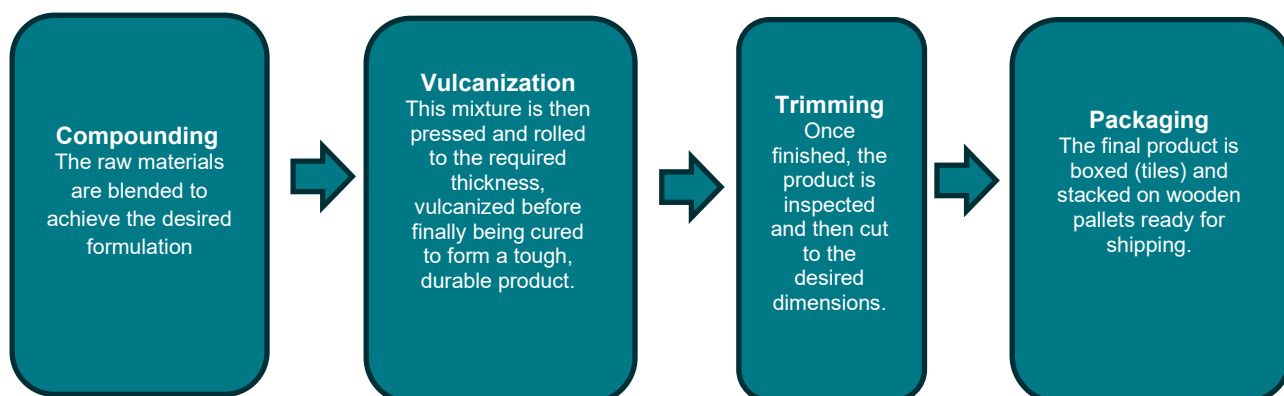 Compounding
The raw materials
are blended to
achieve the desired
formulation
Vulcanization
This mixture is then
pressed and rolled
to the required
thickness,
vulcanized before
finally being cured
to form a tough,
durable product.
Trimming
Once
finished, the
product is
inspected
and then cut
to the
desired
dimensions.
Packaging
The final product is
boxed (tiles) and
stacked on wooden
pallets ready for
shipping.